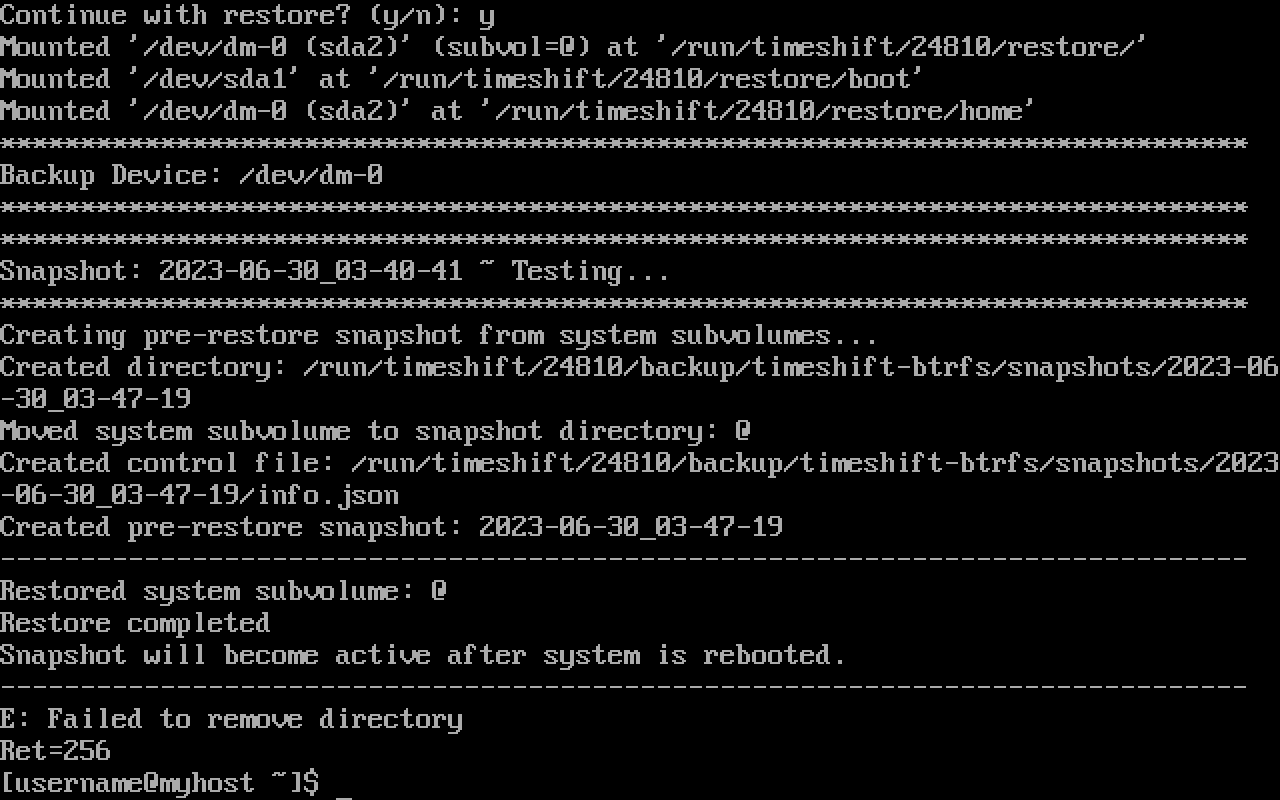 Continue with restore? (y/n): y
Mounted '/dev/dm-0 (sda2)' (subvol=@) at '/run/timeshift/24810/restore/'
Mounted '/dev/sda1' at '/run/timeshift/24810/restore/boot'
Mounted '/dev/dm-0 (sda2)' at '/run/timeshift/24810/restore/home'
******************************************************************************
Backup Device: /dev/dm-0
******************************************************************************
******************************************************************************
Snapshot: 2023-06-30_03-40-41 ~ Testing...
******************************************************************************
Creating pre-restore snapshot from system subvolumes...
Created directory: /run/timeshift/24810/backup/timeshift-btrfs/snapshots/2023-06
-30_03-47-19
Moved system subvolume to snapshot directory: @
Created control file: /run/timeshift/24810/backup/timeshift-btrfs/snapshots/2023
-06-30_03-47-19/info.json
Created pre-restore snapshot: 2023-06-30_03-47-19
------------------------------------------------------------------------------
Restored system subvolume: @
Restore completed
Snapshot will become active after system is rebooted.
------------------------------------------------------------------------------
E: Failed to remove directory
Ret=256
[username@myhost ~]$ _